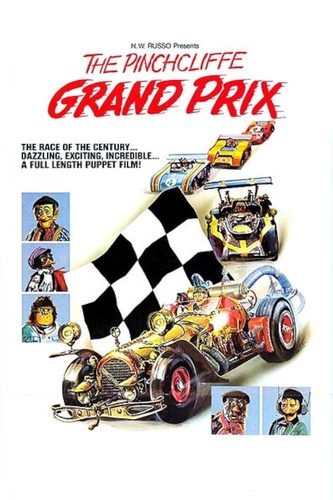 N.W. RUSSO Presents
THE PINCHCLIFFE
GRAND PRIX
THE RACE OF THE CENTURY...
DAZZLING, EXCITING, INCREDIBLE...
A FULL LENGTH PUPPET FILM!